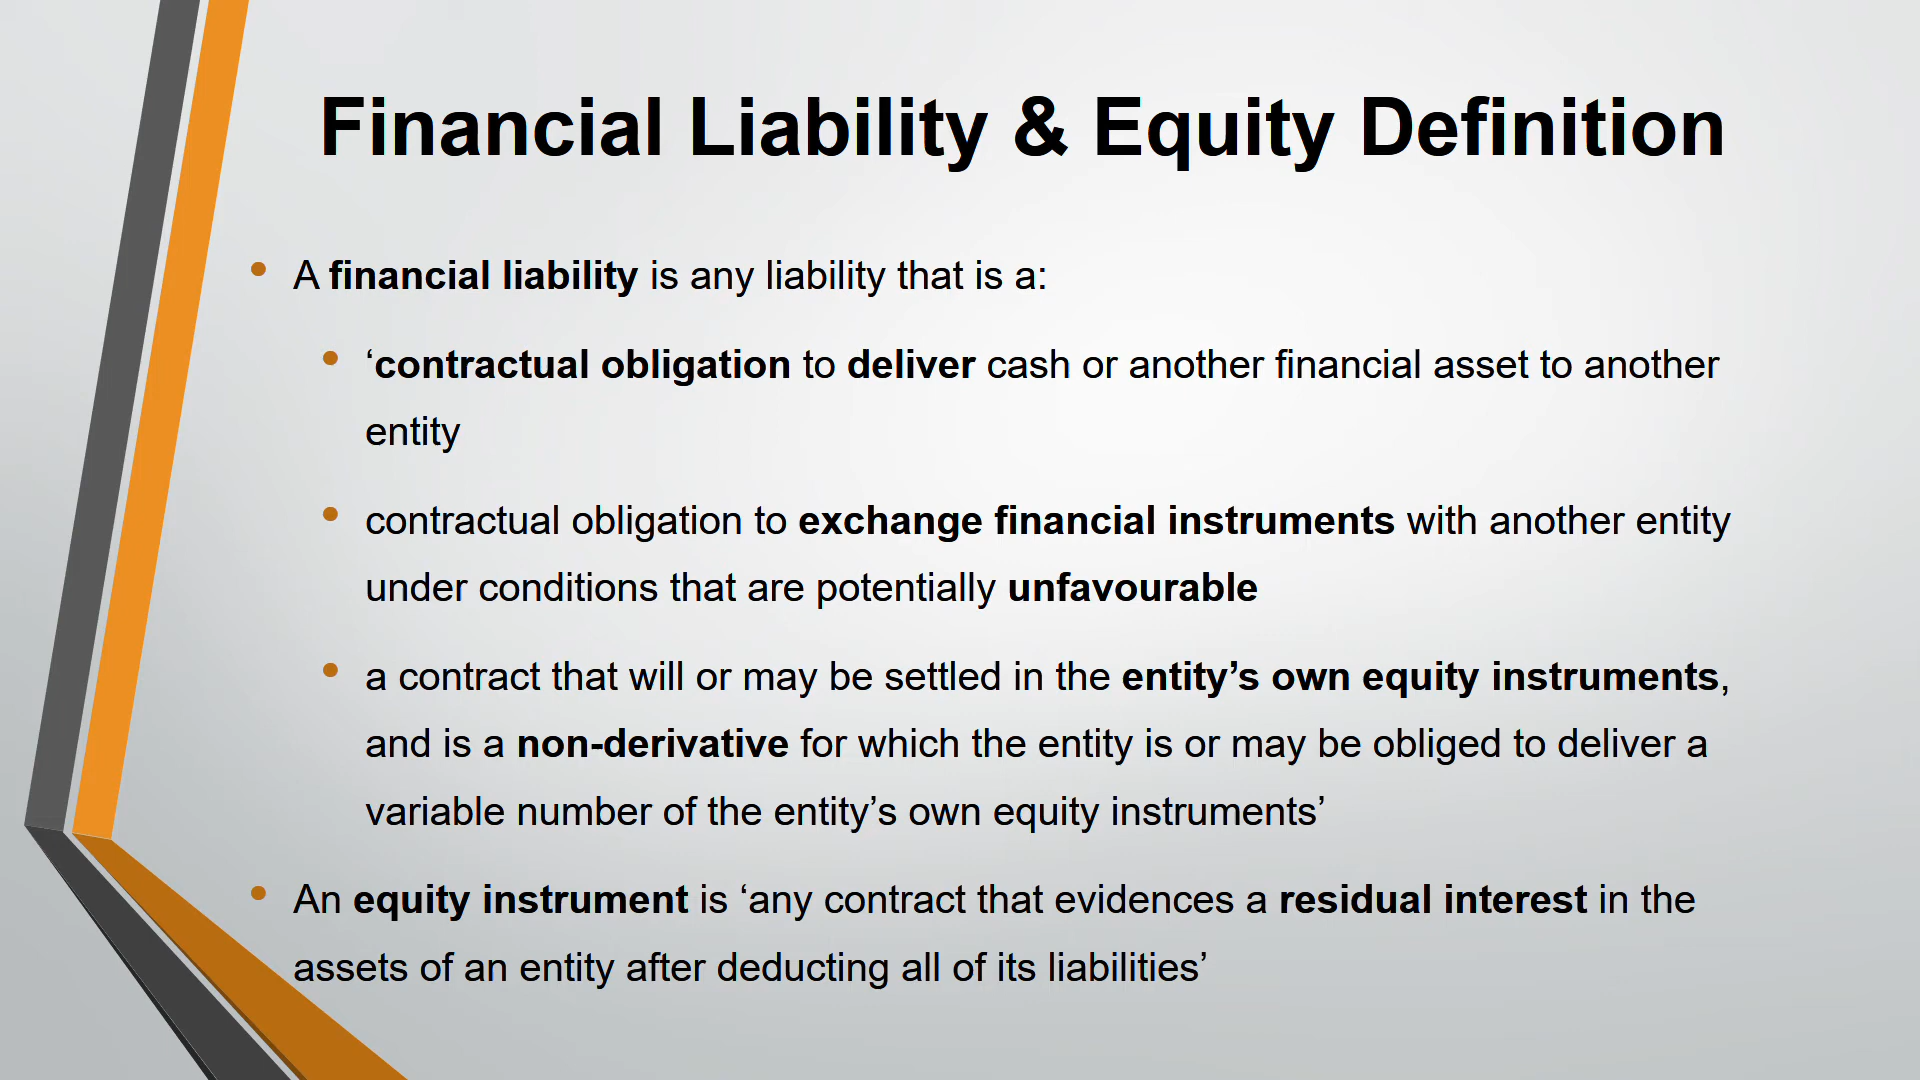 Financial Liability & Equity Definition
• A financial liability is any liability that is a:
• ‘contractual obligation to deliver cash or another financial asset to another
entity
• contractual obligation to exchange financial instruments with another entity
under conditions that are potentially unfavourable
• a contract that will or may be settled in the entity’s own equity instruments,
and is a non-derivative for which the entity is or may be obliged to deliver a
variable number of the entity’s own equity instruments’
• An equity instrument is ‘any contract that evidences a residual interest in the
assets of an entity after deducting all of its liabilities’